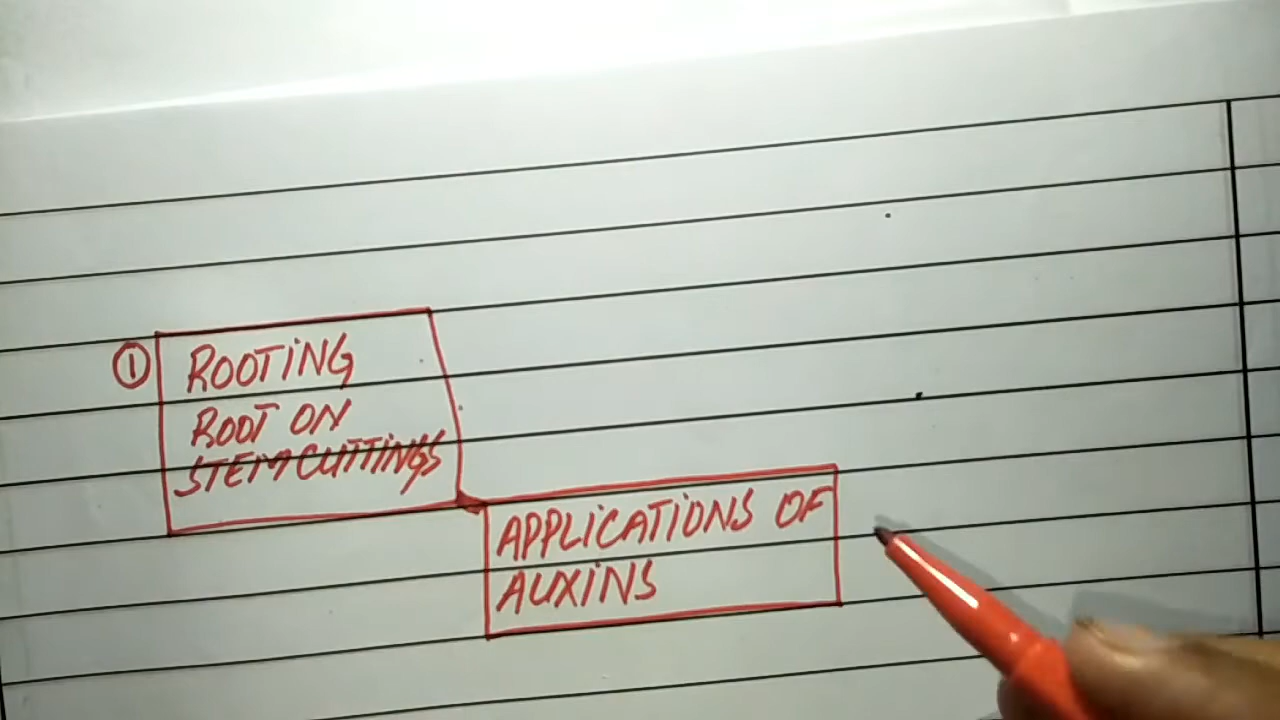 ① ROOTING
ROOT ON
STEM CUTTINGS
APPLICATIONS OF
AUXINS